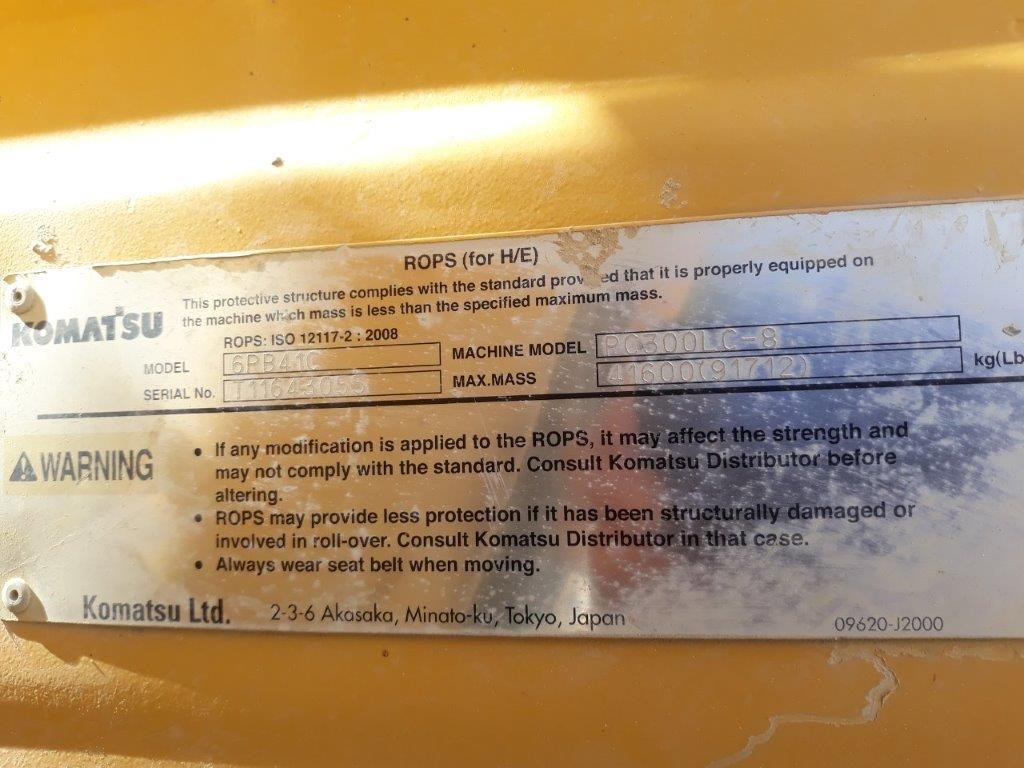 ROPS (for H/E)
KOMATSU
This protective structure complies with the standard provided that it is properly equipped on
the machine which mass is less than the specified maximum mass.
ROPS: ISO 12117-2 : 2008
MODEL 6PB41C MACHINE MODEL PC300LC-8
SERIAL No. T11643055 MAX.MASS 41600(91712) kg(Lb
WARNING
• If any modification is applied to the ROPS, it may affect the strength and
may not comply with the standard. Consult Komatsu Distributor before
altering.
• ROPS may provide less protection if it has been structurally damaged or
involved in roll-over. Consult Komatsu Distributor in that case.
• Always wear seat belt when moving.
Komatsu Ltd. 2-3-6 Akasaka, Minato-ku, Tokyo, Japan 09620-J2000